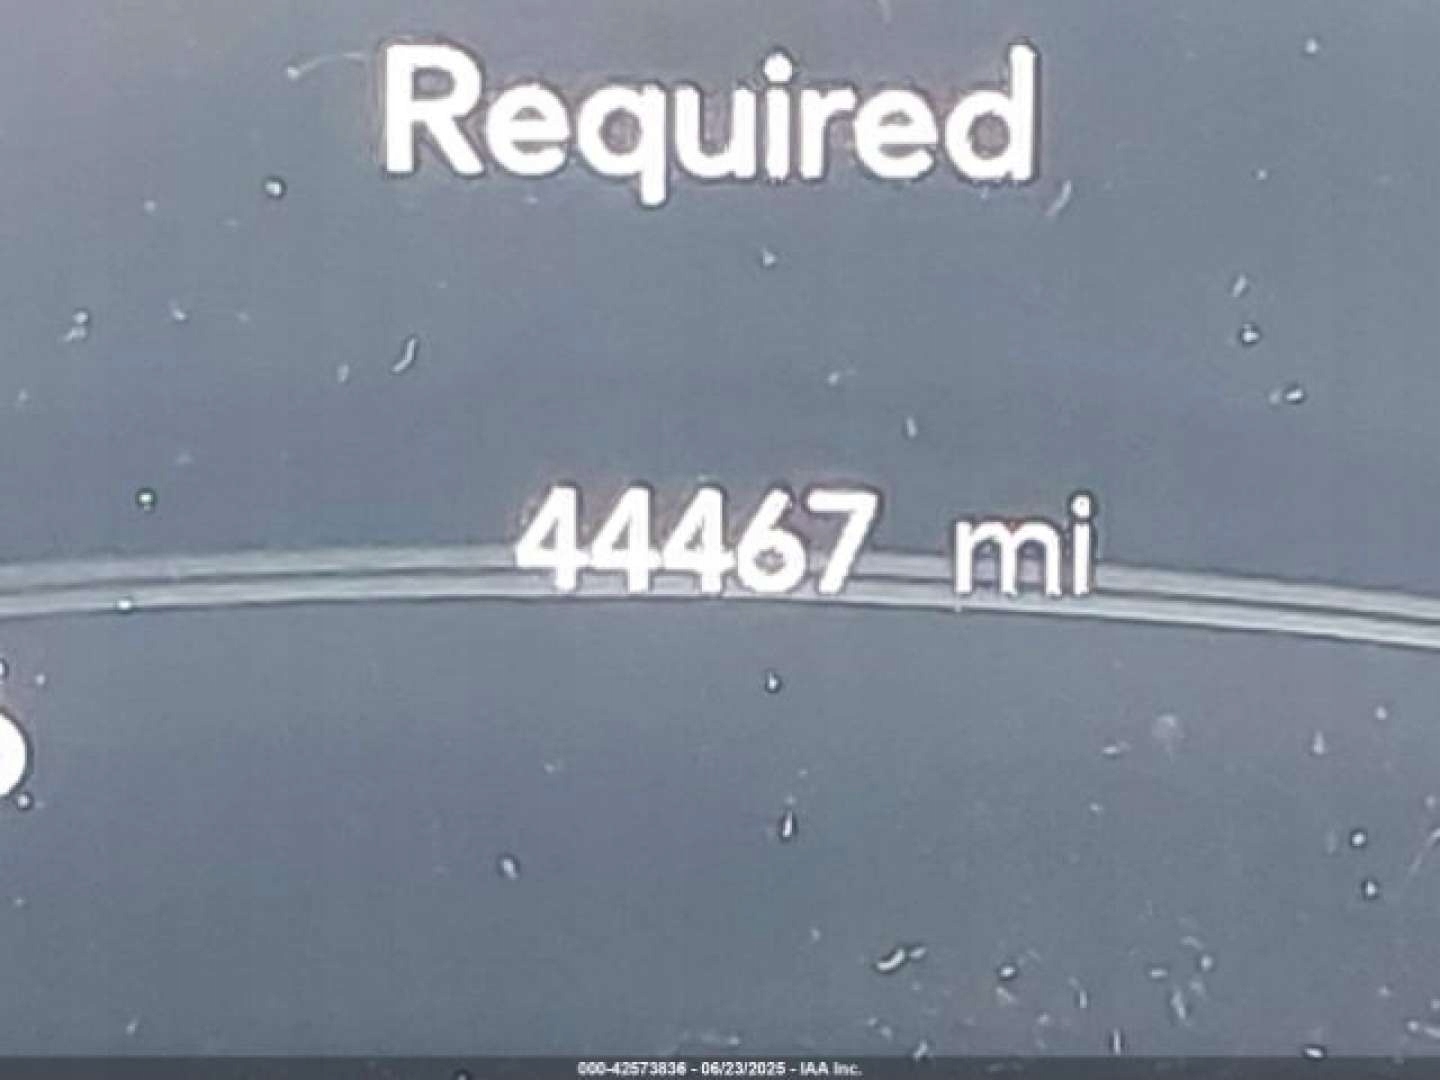 Required
44467 mi
000-42573836 - 06/23/2025 - IAA Inc.